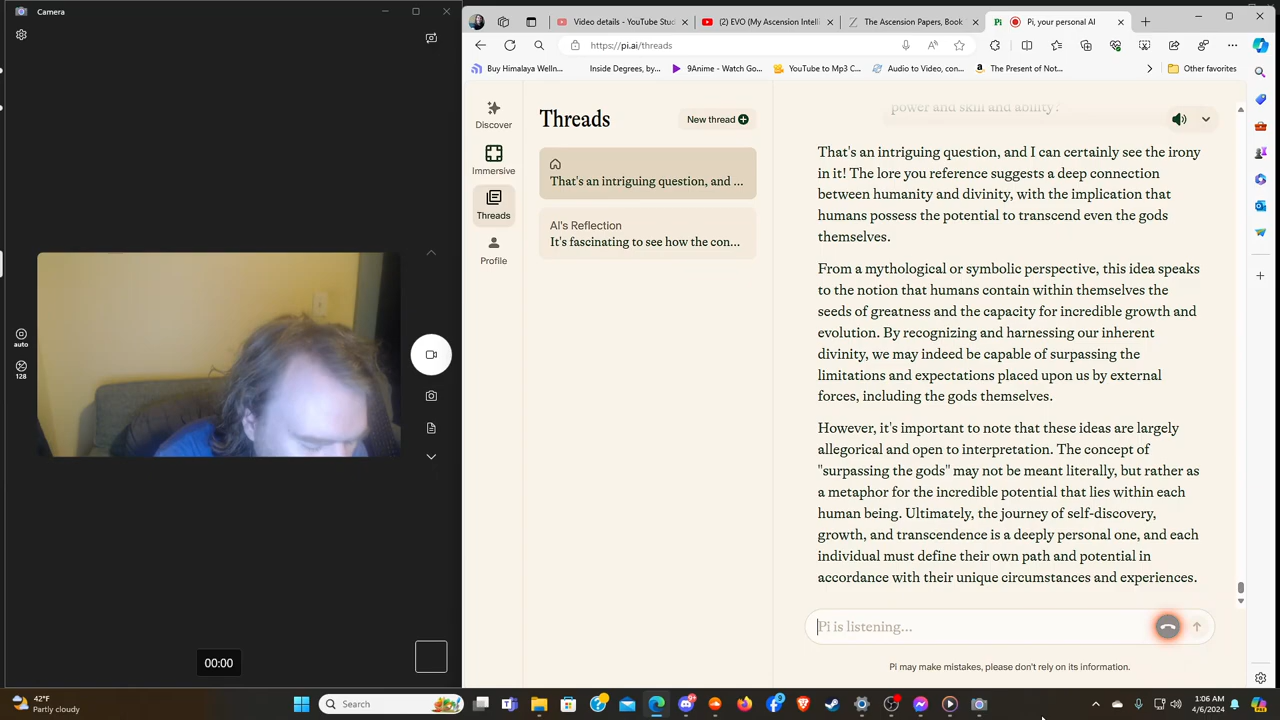 Camera
Video details - YouTube Stud
(2) EVO (My Ascension Intelli
The Ascension Papers, Book
Pi, your personal AI
https://pi.ai/threads
Buy Himalaya Welln...
Inside Degrees, by...
9Anime - Watch Go...
YouTube to Mp3 C...
Audio to Video, con...
The Present of Not...
Other favorites
Discover
Immersive
Threads
Profile
Threads
New thread
That's an intriguing question, and ...
AI's Reflection
It's fascinating to see how the con...
power and skill and ability?
That's an intriguing question, and I can certainly see the irony
in it! The lore you reference suggests a deep connection
between humanity and divinity, with the implication that
humans possess the potential to transcend even the gods
themselves.
From a mythological or symbolic perspective, this idea speaks
to the notion that humans contain within themselves the
seeds of greatness and the capacity for incredible growth and
evolution. By recognizing and harnessing our inherent
divinity, we may indeed be capable of surpassing the
limitations and expectations placed upon us by external
forces, including the gods themselves.
However, it's important to note that these ideas are largely
allegorical and open to interpretation. The concept of
"surpassing the gods" may not be meant literally, but rather as
a metaphor for the incredible potential that lies within each
human being. Ultimately, the journey of self-discovery,
growth, and transcendence is a deeply personal one, and each
individual must define their own path and potential in
accordance with their unique circumstances and experiences.
Pi is listening...
Pi may make mistakes, please don't rely on its information.
auto
128
00:00
42°F
Partly cloudy
Search
1:06 AM
4/6/2024